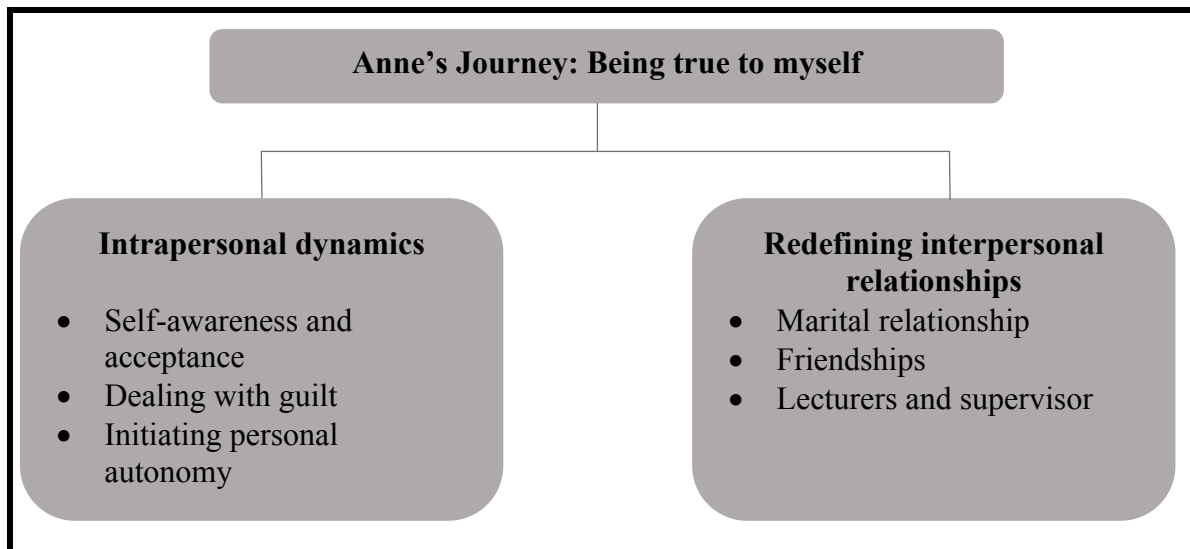 Anne’s Journey: Being true to myself
Intrapersonal dynamics
• Self-awareness and
acceptance
• Dealing with guilt
• Initiating personal
autonomy
Redefining interpersonal
relationships
• Marital relationship
• Friendships
• Lecturers and supervisor